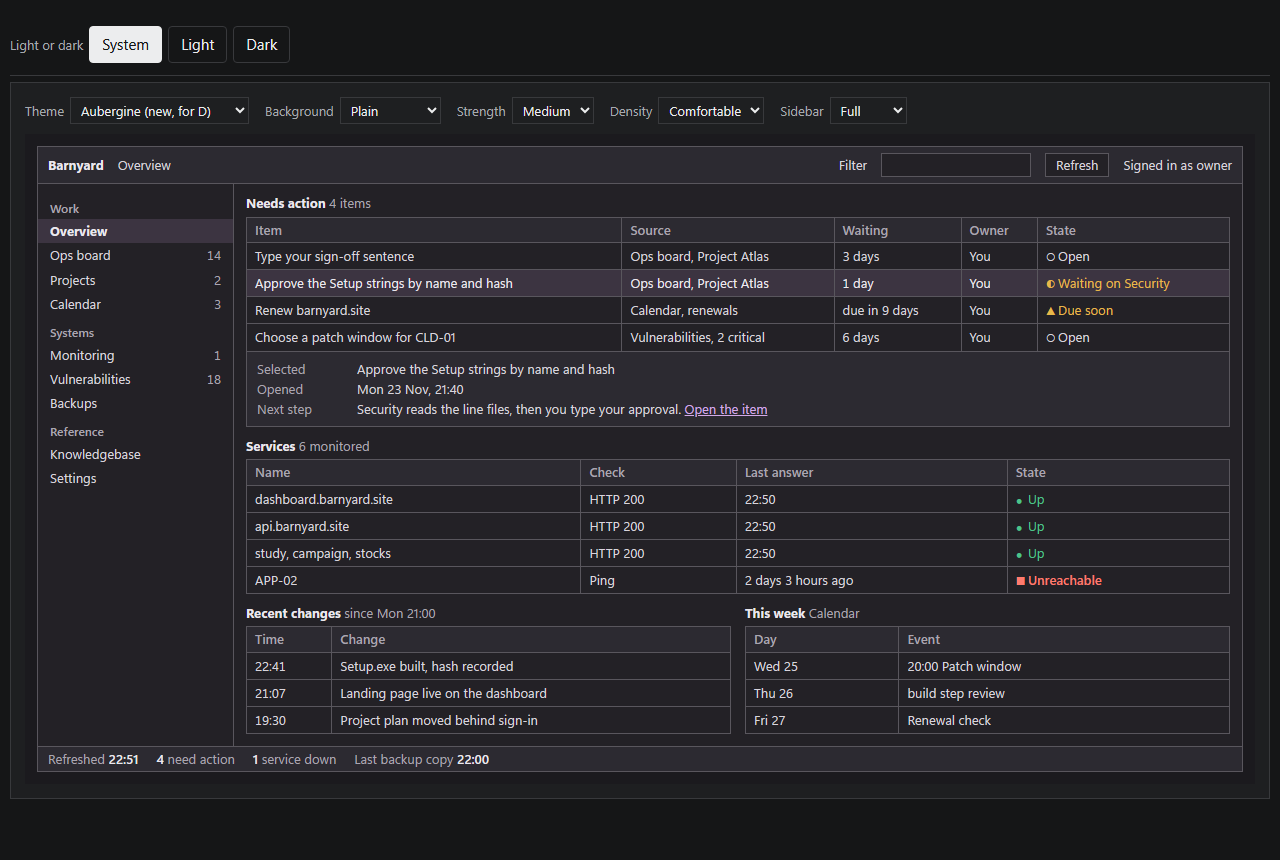 Light or dark System Light Dark
Theme Aubergine (new, for D) Background Plain Strength Medium Density Comfortable Sidebar Full
Barnyard Overview Filter Refresh Signed in as owner
Work
Overview
Ops board 14
Projects 2
Calendar 3
Systems
Monitoring 1
Vulnerabilities 18
Backups
Reference
Knowledgebase
Settings
Needs action 4 items
Item Source Waiting Owner State
Type your sign-off sentence Ops board, Project Atlas 3 days You Open
Approve the Setup strings by name and hash Ops board, Project Atlas 1 day You Waiting on Security
Renew barnyard.site Calendar, renewals due in 9 days You Due soon
Choose a patch window for CLD-01 Vulnerabilities, 2 critical 6 days You Open
Selected Approve the Setup strings by name and hash
Opened Mon 23 Nov, 21:40
Next step Security reads the line files, then you type your approval. Open the item
Services 6 monitored
Name Check Last answer State
dashboard.barnyard.site HTTP 200 22:50 Up
api.barnyard.site HTTP 200 22:50 Up
study, campaign, stocks HTTP 200 22:50 Up
APP-02 Ping 2 days 3 hours ago Unreachable
Recent changes since Mon 21:00
Time Change
22:41 Setup.exe built, hash recorded
21:07 Landing page live on the dashboard
19:30 Project plan moved behind sign-in
This week Calendar
Day Event
Wed 25 20:00 Patch window
Thu 26 build step review
Fri 27 Renewal check
Refreshed 22:51 4 need action 1 service down Last backup copy 22:00